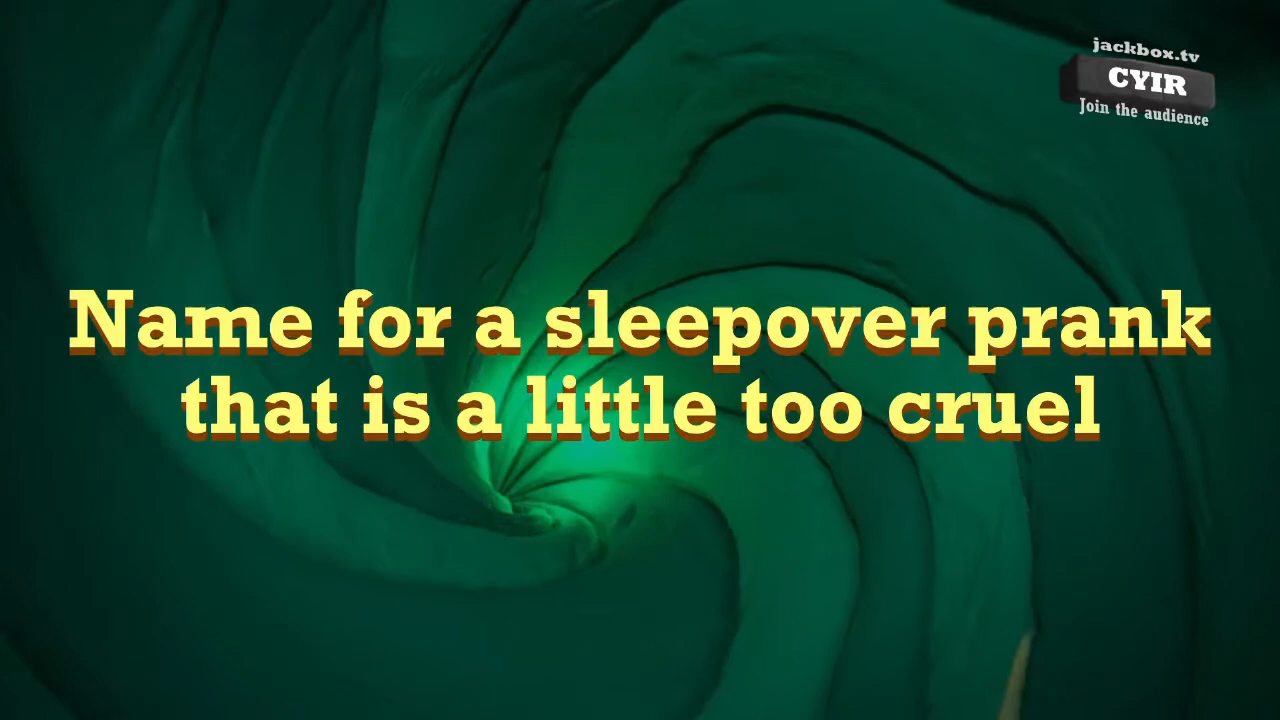 jackbox.tv
CYIR
Join the audience
Name for a sleepover prank
that is a little too cruel